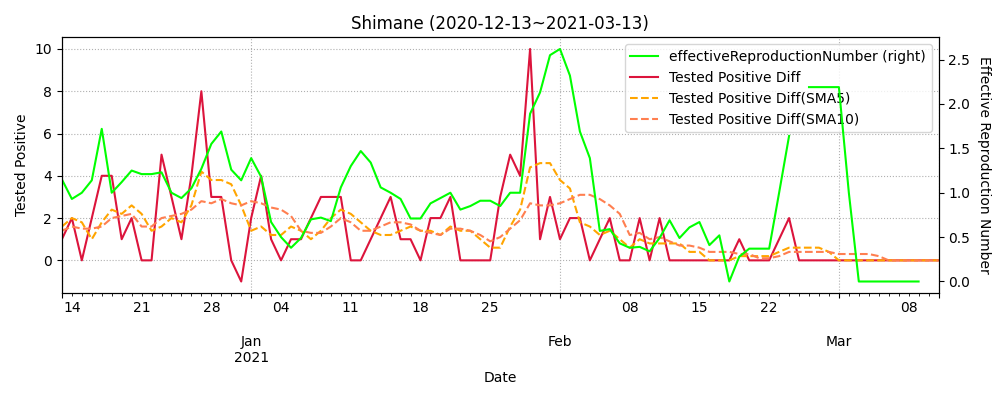 Shimane (2020-12-13~2021-03-13)
effectiveReproductionNumber (right)
Tested Positive Diff
Tested Positive Diff(SMA5)
Tested Positive Diff(SMA10)
Tested Positive
10
8
6
4
2
0
Effective Reproduction Number
2.5
2.0
1.5
1.0
0.5
0.0
14 21 28 04 11 18 25 08 15 22 08
Jan Feb Mar
2021
Date